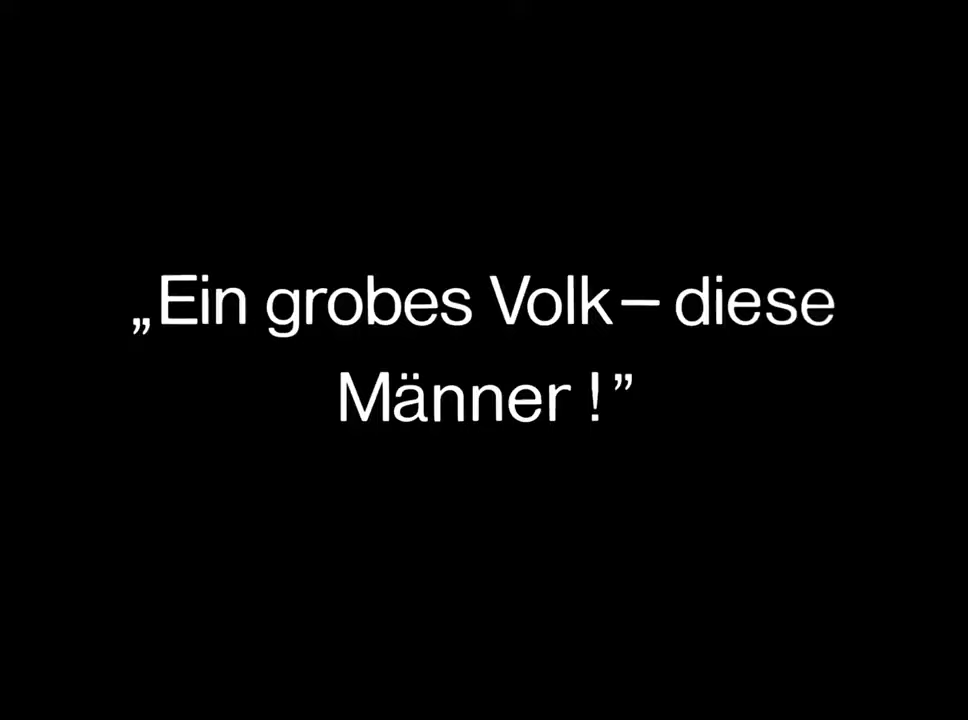 „Ein grobes Volk – diese
Männer !”